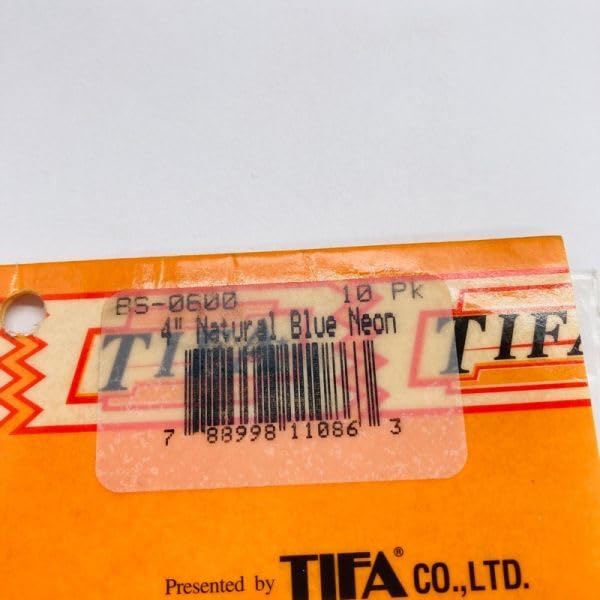 BS-0600 10 Pk
4" Natural Blue Neon
TIFA TIFA
7 88998 11086 3
Presented by TIFA® CO.,LTD.